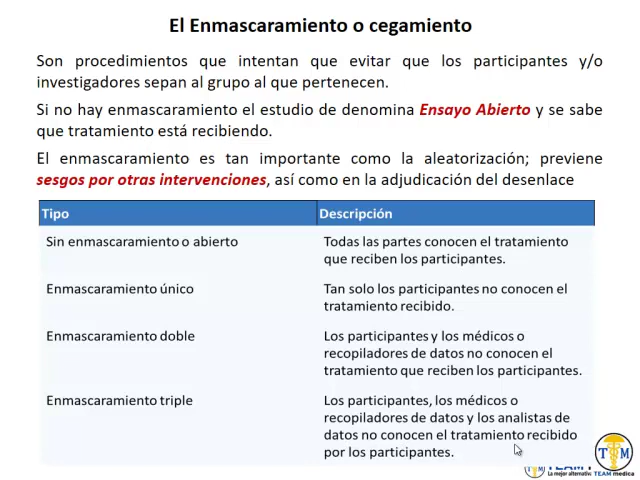 El Enmascaramiento o cegamiento
Son procedimientos que intentan que evitar que los participantes y/o
investigadores sepan al grupo al que pertenecen.
Si no hay enmascaramiento el estudio de denomina Ensayo Abierto y se sabe
que tratamiento está recibiendo.
El enmascaramiento es tan importante como la aleatorización; previene
sesgos por otras intervenciones, así como en la adjudicación del desenlace
Tipo Descripción
Sin enmascaramiento o abierto Todas las partes conocen el tratamiento
que reciben los participantes.
Enmascaramiento único Tan solo los participantes no conocen el
tratamiento recibido.
Enmascaramiento doble Los participantes y los médicos o
recopiladores de datos no conocen el
tratamiento que reciben los participantes.
Enmascaramiento triple Los participantes, los médicos o
recopiladores de datos y los analistas de
datos no conocen el tratamiento recibido
por los participantes.
T M
TEAM medica